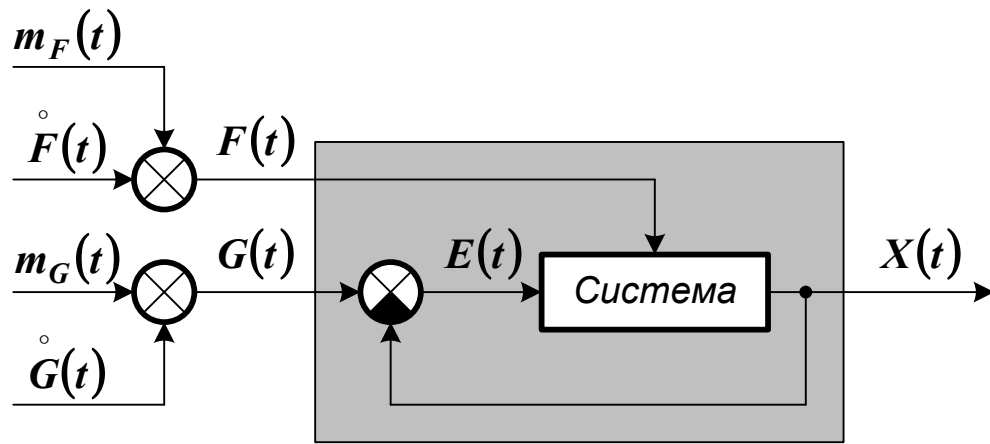 m_F(t)
F̊(t)
F(t)
m_G(t)
G(t)
E(t)
Система
X(t)
G̊(t)